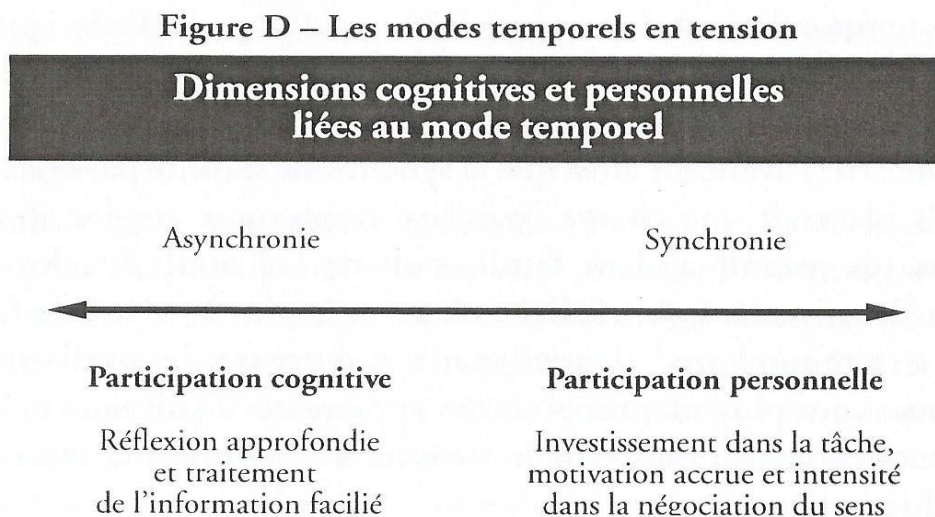 Figure D – Les modes temporels en tension
Dimensions cognitives et personnelles
liées au mode temporel
Asynchronie
Synchronie
Participation cognitive
Participation personnelle
Réflexion approfondie
et traitement
de l'information facilié
Investissement dans la tâche,
motivation accrue et intensité
dans la négociation du sens